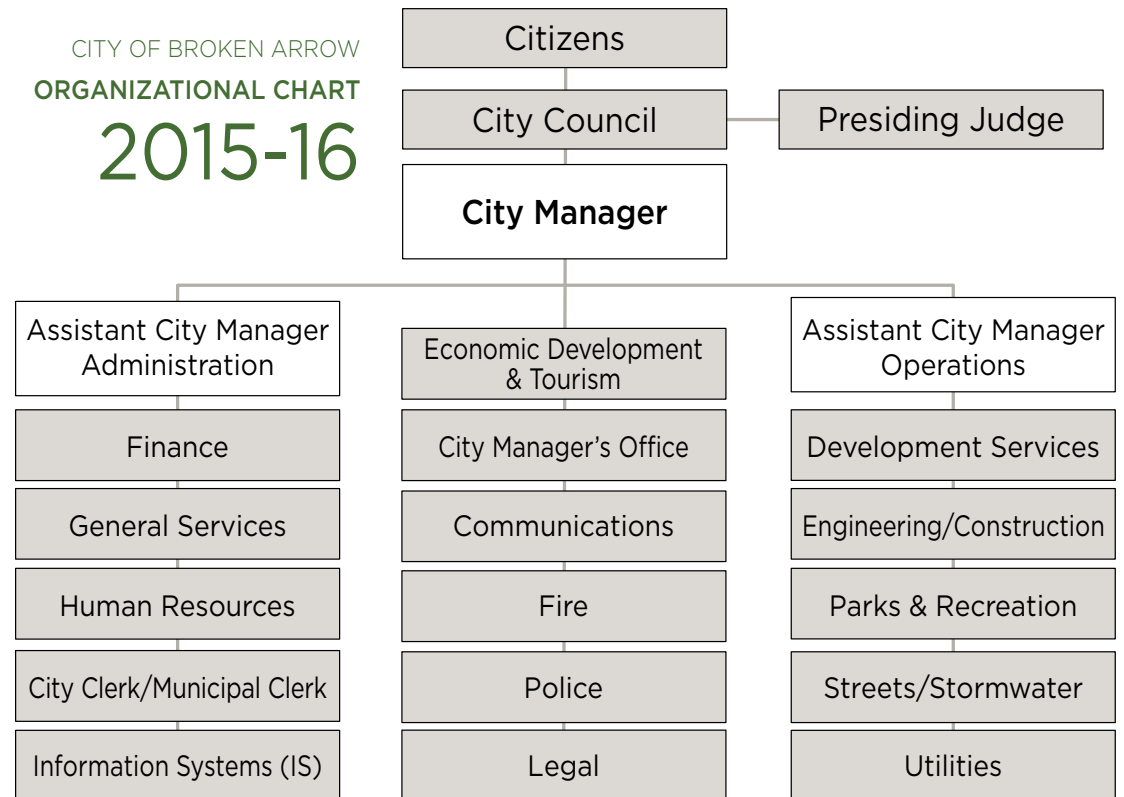 CITY OF BROKEN ARROW
ORGANIZATIONAL CHART
2015-16
Citizens
City Council
Presiding Judge
City Manager
Assistant City Manager
Administration
Finance
General Services
Human Resources
City Clerk/Municipal Clerk
Information Systems (IS)
Economic Development
& Tourism
City Manager’s Office
Communications
Fire
Police
Legal
Assistant City Manager
Operations
Development Services
Engineering/Construction
Parks & Recreation
Streets/Stormwater
Utilities